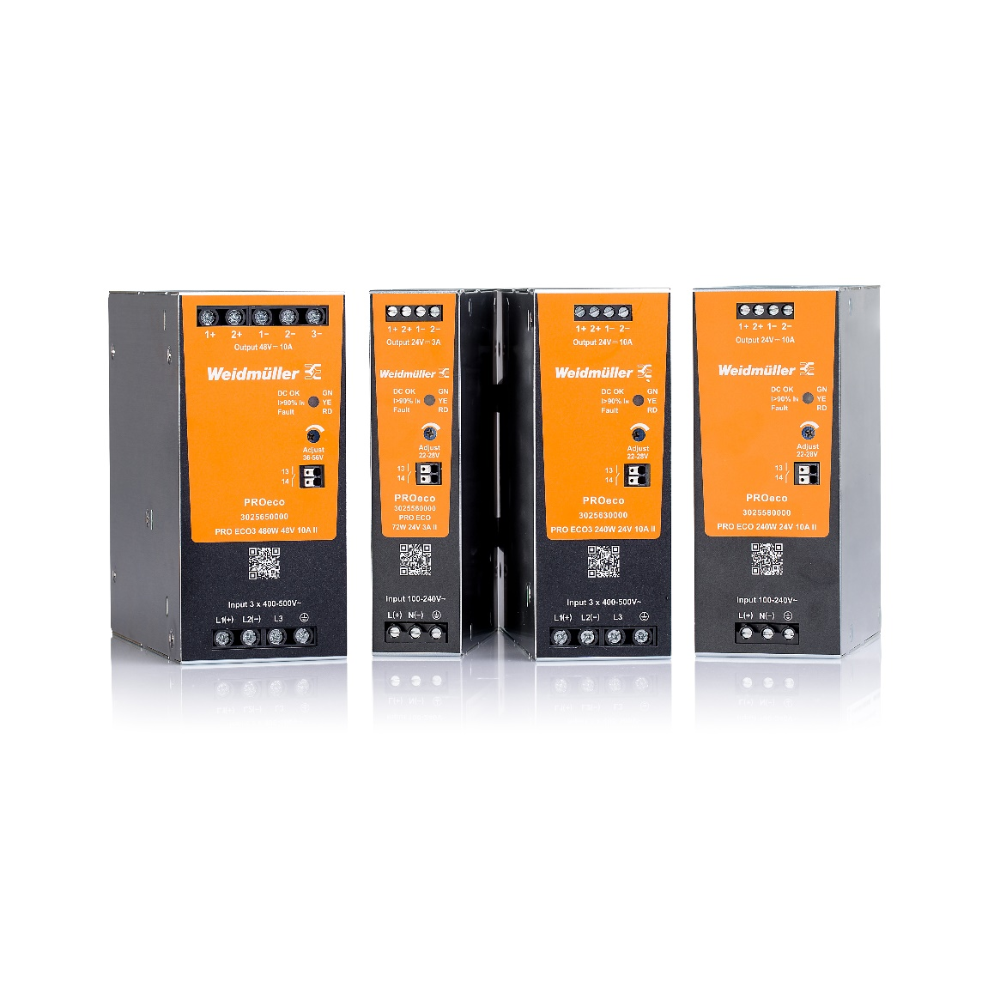 1+ 2+ 1− 2− 3−
Output 48V⎓10A
Weidmüller
DC OK GN
I>90% IN YE
Fault RD
Adjust
36-56V
13
14
PROeco
3025650000
PRO ECO3 480W 48V 10A II
Input 3 x 400-500V~
L1(+) L2(−) L3
1+ 2+ 1− 2−
Output 24V⎓3A
Weidmüller
DC OK GN
I>90% IN YE
Fault RD
Adjust
22-28V
13
14
PROeco
3025560000
PRO ECO
72W 24V 3A II
Input 100-240V~
L(+) N(−)
1+ 2+ 1− 2−
Output 24V⎓10A
Weidmüller
DC OK GN
I>90% IN YE
Fault RD
Adjust
22-28V
13
14
PROeco
3025630000
PRO ECO3 240W 24V 10A II
Input 3 x 400-500V~
L1(+) L2(−) L3
1+ 2+ 1− 2−
Output 24V⎓10A
Weidmüller
DC OK GN
I>90% IN YE
Fault RD
Adjust
22-28V
13
14
PROeco
3025580000
PRO ECO 240W 24V 10A II
Input 100-240V~
L(+) N(−)